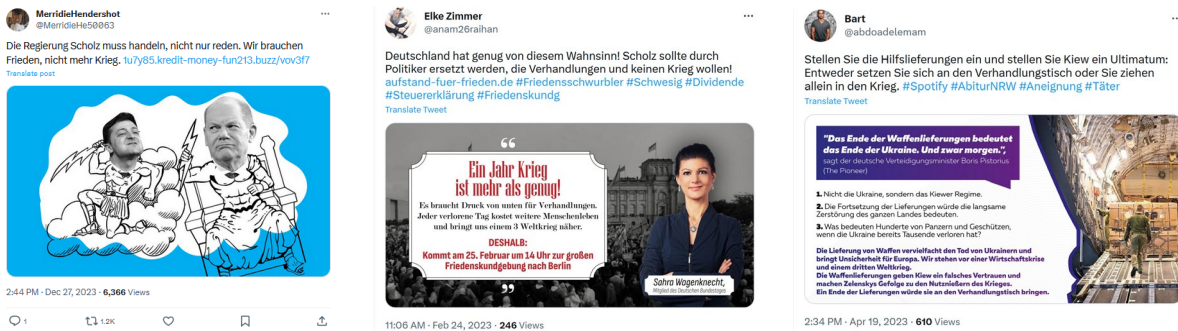 MerridieHendershot
@MerridieHe50063
Die Regierung Scholz muss handeln, nicht nur reden. Wir brauchen
Frieden, nicht mehr Krieg. 1u7y85.kredit-money-fun213.buzz/vov3f7
Translate post
2:44 PM · Dec 27, 2023 · 6,366 Views
1
1.2K
Elke Zimmer
@anam26raihan
Deutschland hat genug von diesem Wahnsinn! Scholz sollte durch
Politiker ersetzt werden, die Verhandlungen und keinen Krieg wollen!
aufstand-fuer-frieden.de #Friedensschwurbler #Schwesig #Dividende
#Steuererklärung #Friedenskundg
Translate Tweet
Ein Jahr Krieg
ist mehr als genug!
Es braucht Druck von unten für Verhandlungen.
Jeder verlorene Tag kostet weitere Menschenleben
und bringt uns einem 3 Weltkrieg näher.
DESHALB:
Kommt am 25. Februar um 14 Uhr zur großen
Friedenskundgebung nach Berlin
Sahra Wagenknecht,
Mitglied des Deutschen Bundestages
11:06 AM · Feb 24, 2023 · 246 Views
Bart
@abdoadelemam
Stellen Sie die Hilfslieferungen ein und stellen Sie Kiew ein Ultimatum:
Entweder setzen Sie sich an den Verhandlungstisch oder Sie ziehen
allein in den Krieg. #Spotify #AbiturNRW #Aneignung #Täter
Translate Tweet
"Das Ende der Waffenlieferungen bedeutet
das Ende der Ukraine. Und zwar morgen.",
sagt der deutsche Verteidigungsminister Boris Pistorius
(The Pioneer)
1. Nicht die Ukraine, sondern das Kiewer Regime.
2. Die Fortsetzung der Lieferungen würde die langsame
Zerstörung des ganzen Landes bedeuten.
3. Was bedeuten Hunderte von Panzern und Geschützen,
wenn die Ukraine bereits Tausende verloren hat?
Die Lieferung von Waffen vervielfacht den Tod von Ukrainern und
bringt Unsicherheit für Europa. Wir stehen vor einer Wirtschaftskrise
und einem dritten Weltkrieg.
Die Waffenlieferungen geben Kiew ein falsches Vertrauen und
machen Zelenskys Gefolge zu den Nutznießern des Krieges.
Ein Ende der Lieferungen würde sie an den Verhandlungstisch bringen.
2:34 PM · Apr 19, 2023 · 610 Views